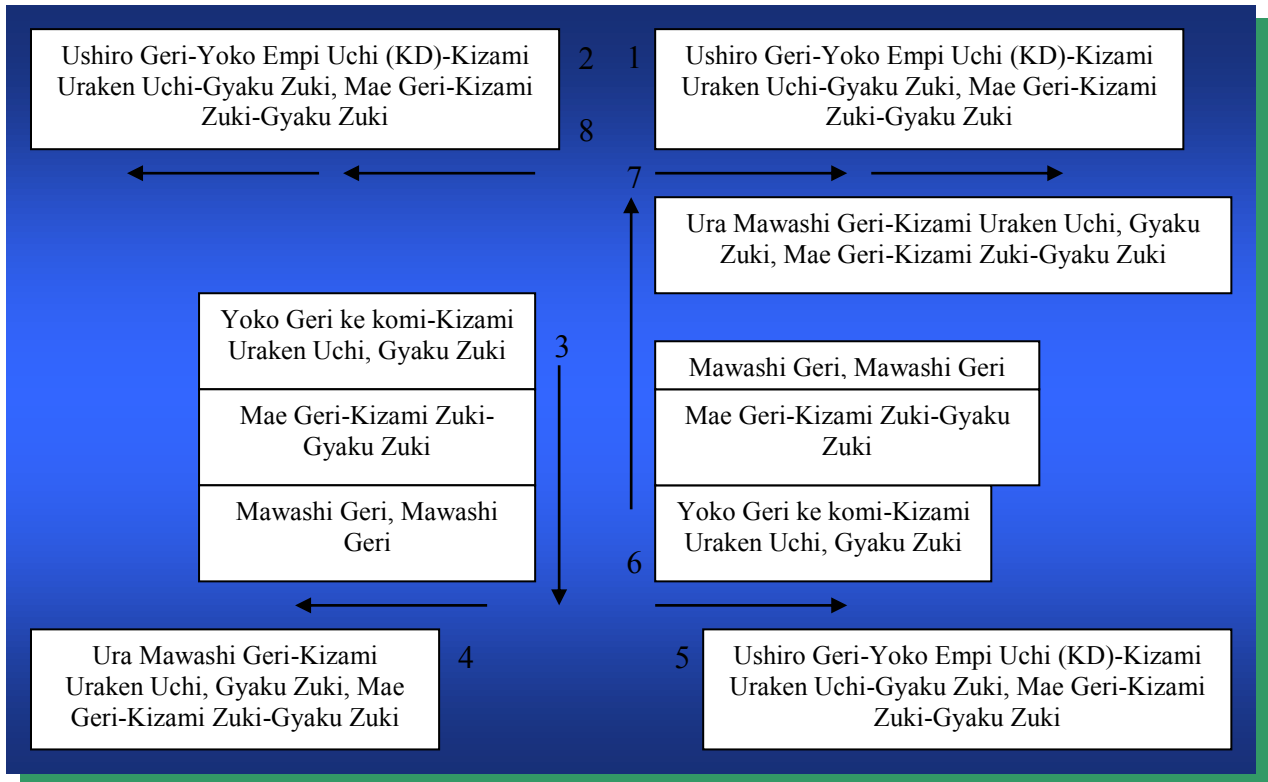 Ushiro Geri-Yoko Empi Uchi (KD)-Kizami
Uraken Uchi-Gyaku Zuki, Mae Geri-Kizami
Zuki-Gyaku Zuki
2
1
Ushiro Geri-Yoko Empi Uchi (KD)-Kizami
Uraken Uchi-Gyaku Zuki, Mae Geri-Kizami
Zuki-Gyaku Zuki
8
7
Ura Mawashi Geri-Kizami Uraken Uchi, Gyaku
Zuki, Mae Geri-Kizami Zuki-Gyaku Zuki
Yoko Geri ke komi-Kizami
Uraken Uchi, Gyaku Zuki
3
Mae Geri-Kizami Zuki-
Gyaku Zuki
Mawashi Geri, Mawashi
Geri
Mawashi Geri, Mawashi Geri
Mae Geri-Kizami Zuki-Gyaku
Zuki
Yoko Geri ke komi-Kizami
Uraken Uchi, Gyaku Zuki
6
Ura Mawashi Geri-Kizami
Uraken Uchi, Gyaku Zuki, Mae
Geri-Kizami Zuki-Gyaku Zuki
4
5
Ushiro Geri-Yoko Empi Uchi (KD)-Kizami
Uraken Uchi-Gyaku Zuki, Mae Geri-Kizami
Zuki-Gyaku Zuki